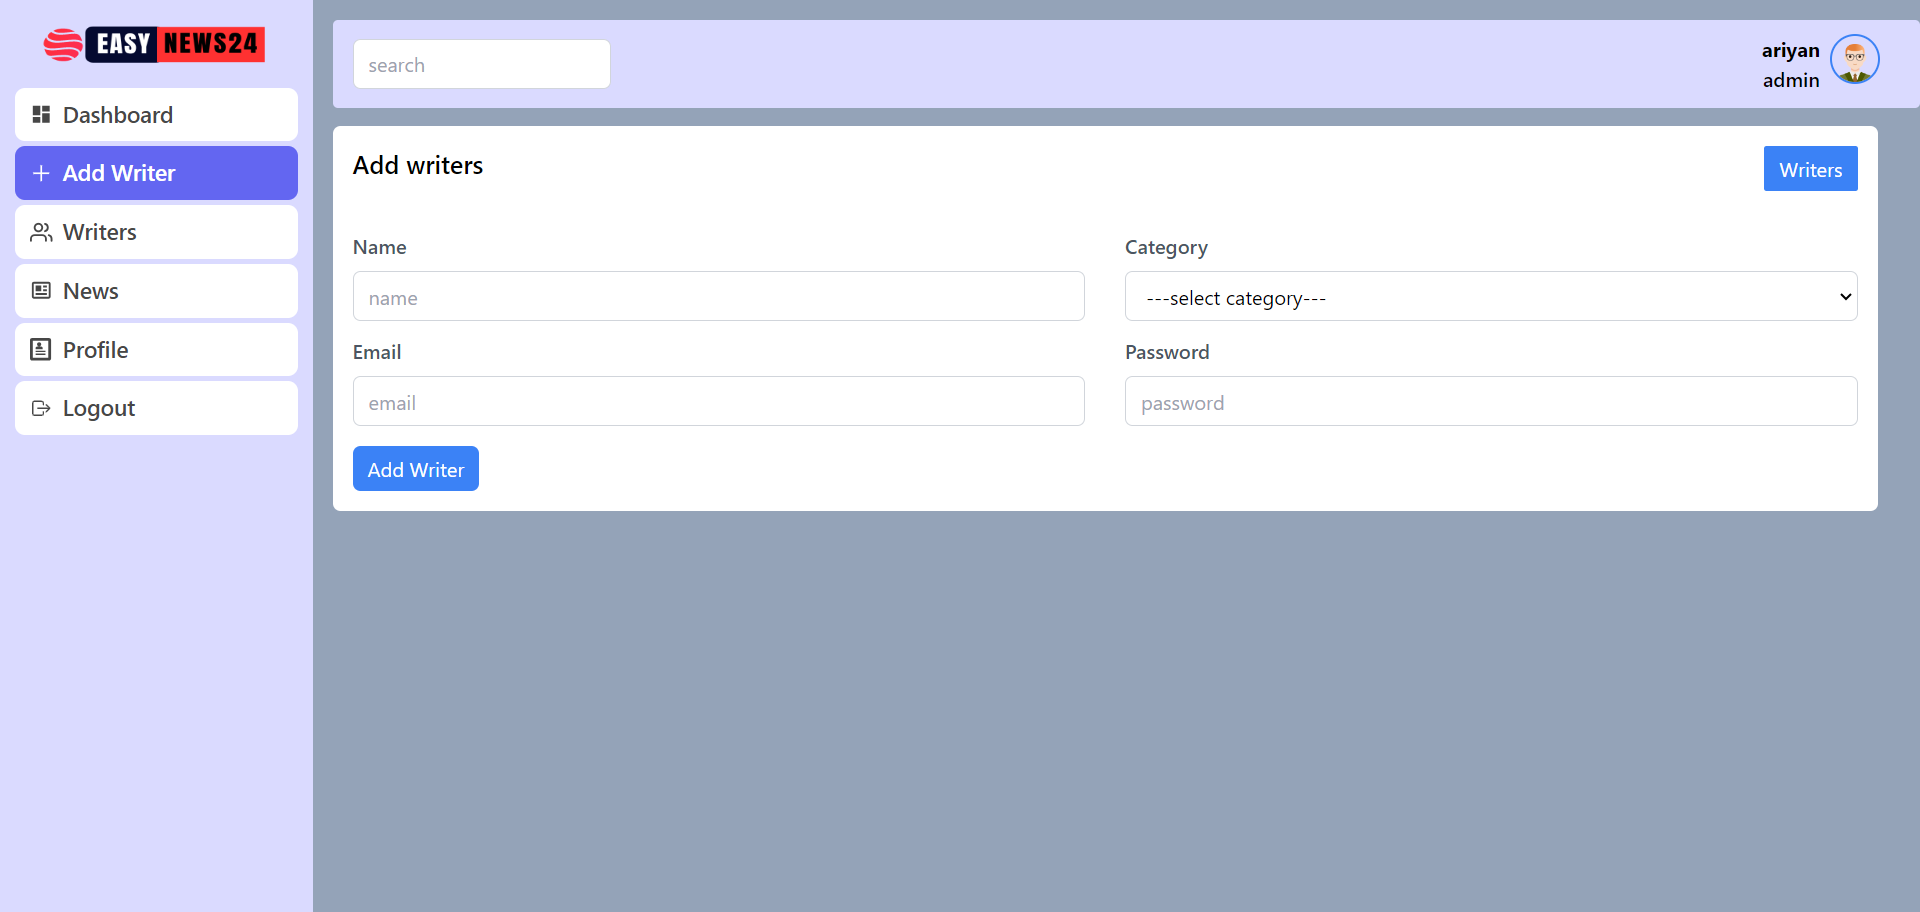 EASY NEWS24
Dashboard
Add Writer
Writers
News
Profile
Logout
search
ariyan
admin
Add writers
Writers
Name
name
Category
---select category---
Email
email
Password
password
Add Writer